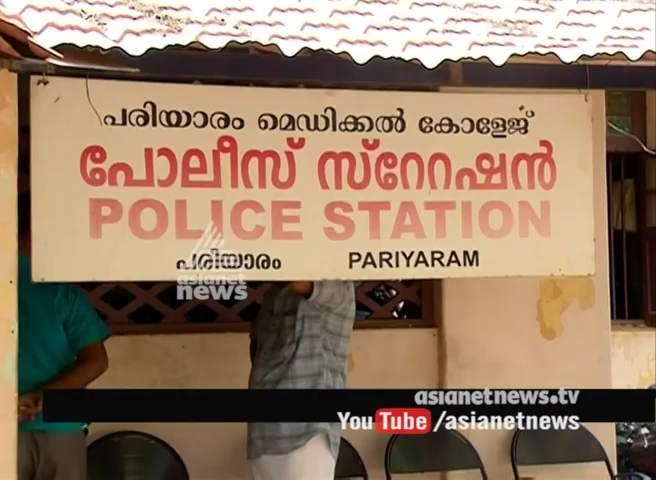 പരിയാരം മെഡിക്കൽ കോളേജ്
പോലീസ് സ്റ്റേഷൻ
POLICE STATION
പരിയാരം PARIYARAM
asianet
news
asianetnews.tv
YouTube /asianetnews